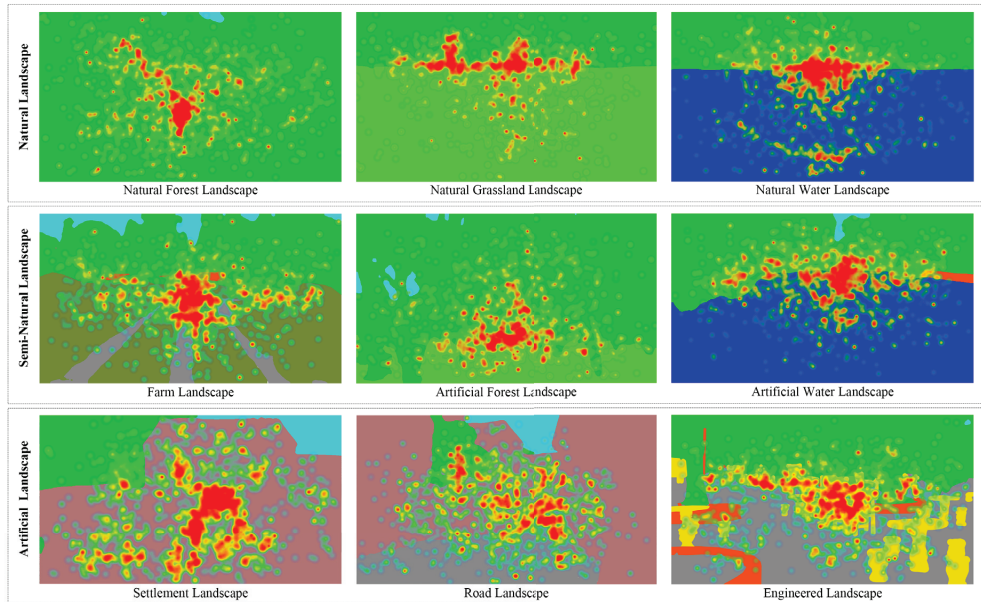 Natural Landscape
Natural Forest Landscape
Natural Grassland Landscape
Natural Water Landscape
Semi-Natural Landscape
Farm Landscape
Artificial Forest Landscape
Artificial Water Landscape
Artificial Landscape
Settlement Landscape
Road Landscape
Engineered Landscape